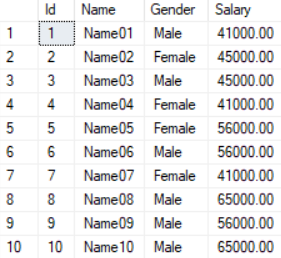 Id Name Gender Salary
1 1 Name01 Male 41000.00
2 2 Name02 Female 45000.00
3 3 Name03 Male 45000.00
4 4 Name04 Female 41000.00
5 5 Name05 Female 56000.00
6 6 Name06 Male 56000.00
7 7 Name07 Female 41000.00
8 8 Name08 Male 65000.00
9 9 Name09 Male 56000.00
10 10 Name10 Male 65000.00